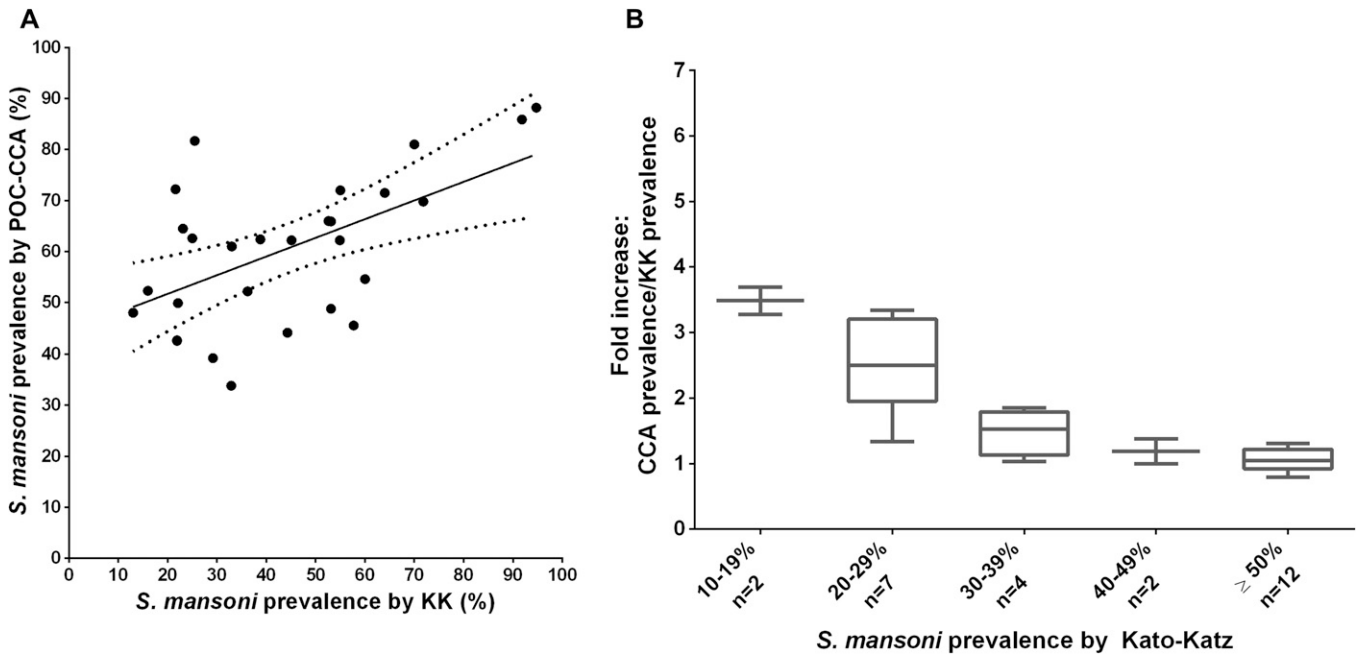 A
S. mansoni prevalence by POC-CCA (%)
100
90
80
70
60
50
40
30
20
10
0
0 10 20 30 40 50 60 70 80 90 100
S. mansoni prevalence by KK (%)
B
Fold increase:
CCA prevalence/KK prevalence
7
6
5
4
3
2
1
0
10-19%
n=2
20-29%
n=7
30-39%
n=4
40-49%
n=2
≥ 50%
n=12
S. mansoni prevalence by Kato-Katz